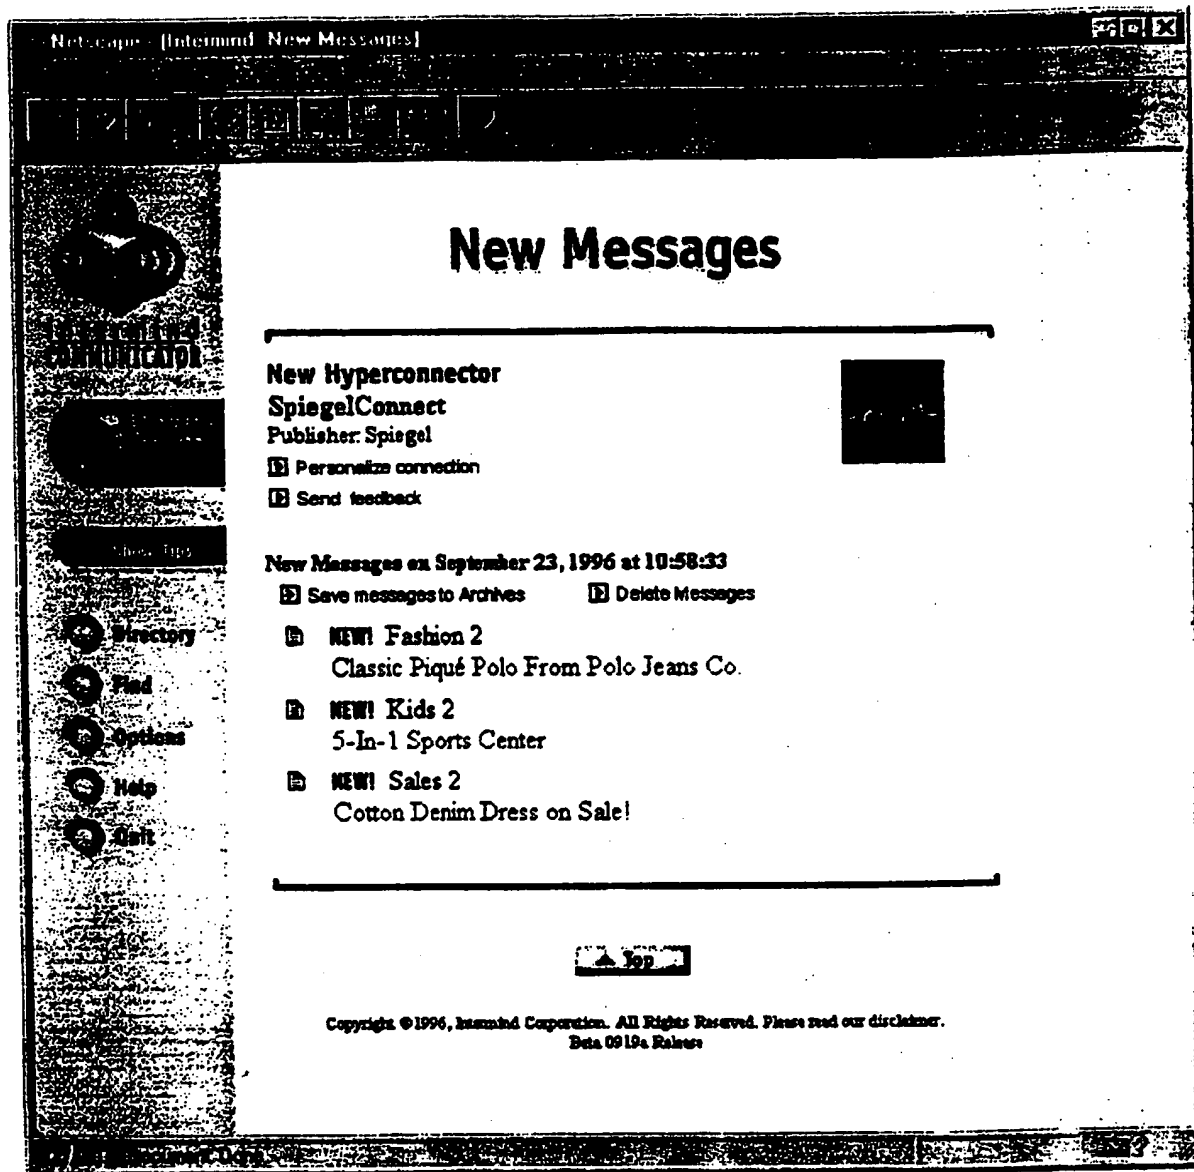 Netscape - [Intermind: New Messages]
New Messages
INTERMIND
COMMUNICATOR
New Hyperconnector
SpiegelConnect
Publisher: Spiegel
Personalize connection
Send feedback
Show Tips
New Messages on September 23, 1996 at 10:58:33
Save messages to Archives
Delete Messages
Directory
Find
Options
Help
Quit
NEW! Fashion 2
Classic Piqué Polo From Polo Jeans Co.
NEW! Kids 2
5-In-1 Sports Center
NEW! Sales 2
Cotton Denim Dress on Sale!
Top
Copyright ©1996, Intermind Corporation. All Rights Reserved. Please read our disclaimer.
Beta 0919a Release